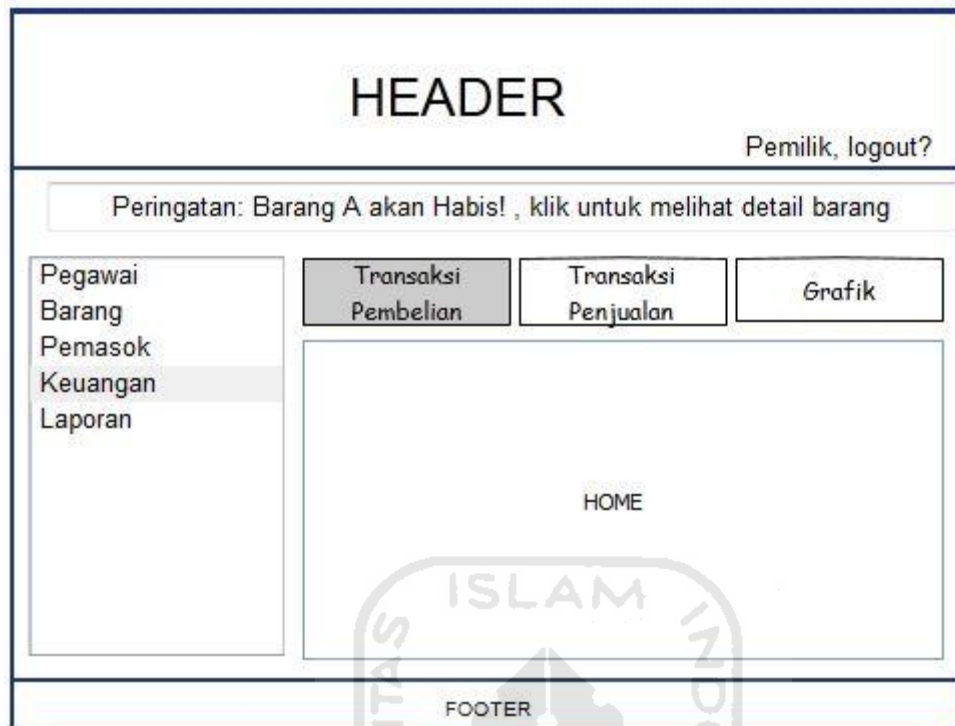 HEADER
Pemilik, logout?
Peringatan: Barang A akan Habis! , klik untuk melihat detail barang
Pegawai
Barang
Pemasok
Keuangan
Laporan
Transaksi
Pembelian
Transaksi
Penjualan
Grafik
HOME
ISLAM
FOOTER